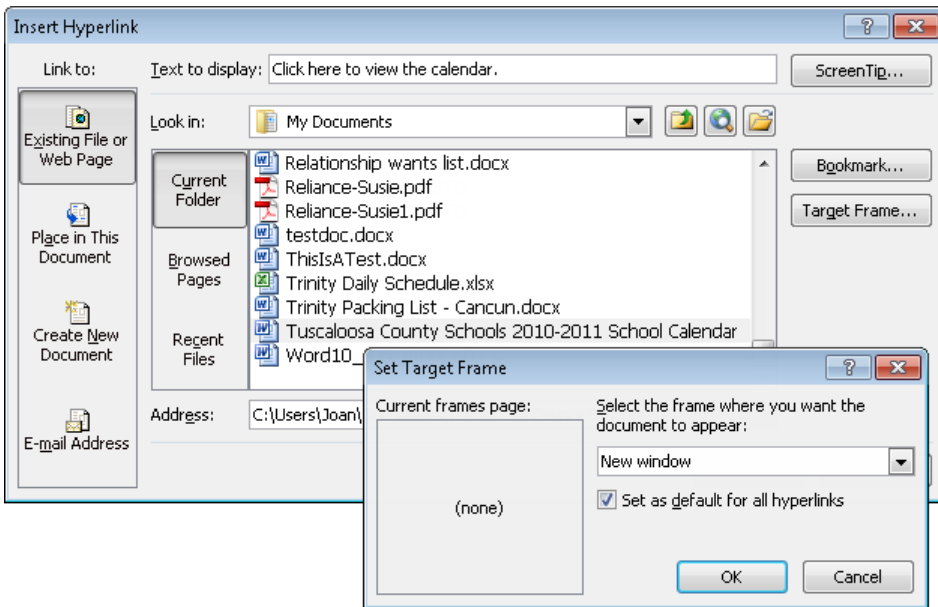 Insert Hyperlink
Link to:
Text to display: Click here to view the calendar.
ScreenTip...
Existing File or
Web Page
Look in: My Documents
Current
Folder
Relationship wants list.docx
Reliance-Susie.pdf
Reliance-Susie1.pdf
testdoc.docx
ThisIsATest.docx
Trinity Daily Schedule.xlsx
Trinity Packing List - Cancun.docx
Tuscaloosa County Schools 2010-2011 School Calendar
Word10_
Bookmark...
Target Frame...
Place in This
Document
Browsed
Pages
Create New
Document
Recent
Files
Address: C:\Users\Joan\
E-mail Address
Set Target Frame
Current frames page:
(none)
Select the frame where you want the
document to appear:
New window
Set as default for all hyperlinks
OK
Cancel